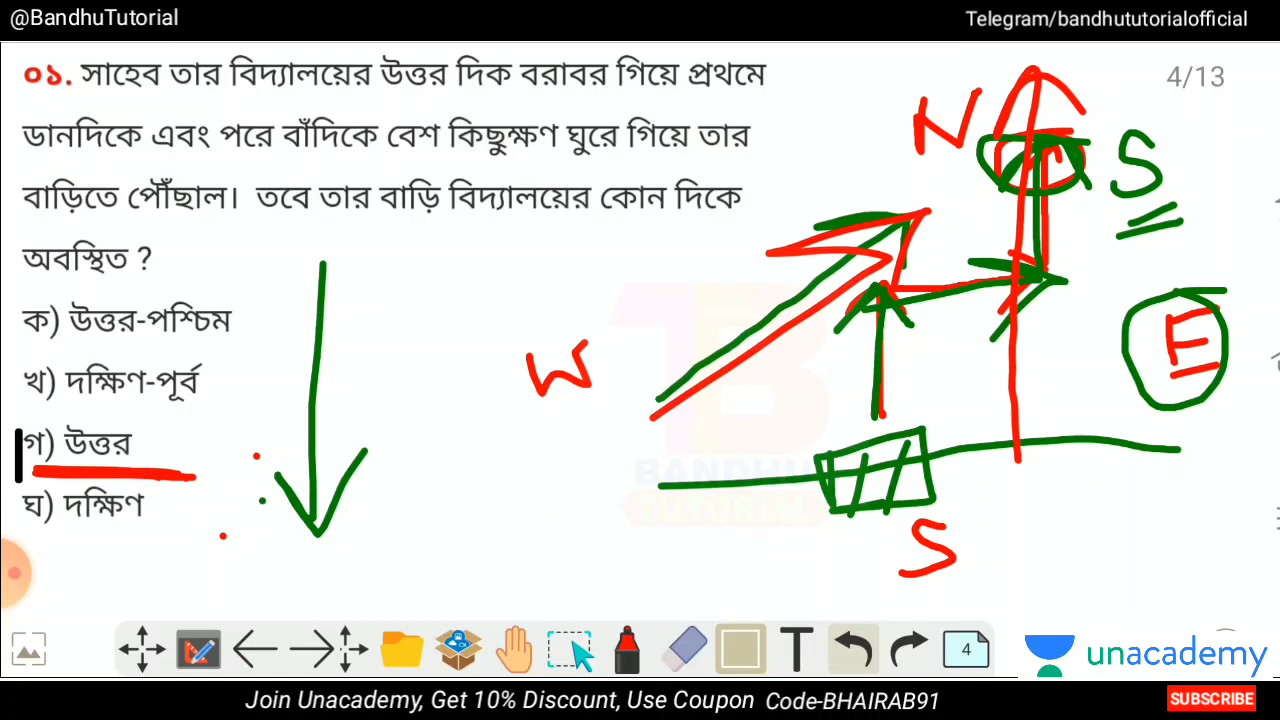 @BandhuTutorial
Telegram/bandhututorialofficial
০১. সাহেব তার বিদ্যালয়ের উত্তর দিক বরাবর গিয়ে প্রথমে
4/13
ডানদিকে এবং পরে বাঁদিকে বেশ কিছুক্ষণ ঘুরে গিয়ে তার
বাড়িতে পৌঁছাল। তবে তার বাড়ি বিদ্যালয়ের কোন দিকে
অবস্থিত ?
ক) উত্তর-পশ্চিম
খ) দক্ষিণ-পূর্ব
গ) উত্তর
ঘ) দক্ষিণ
N
S
W
E
S
BANDHU
TUTORIAL
4
unacademy
Join Unacademy, Get 10% Discount, Use Coupon Code-BHAIRAB91
SUBSCRIBE